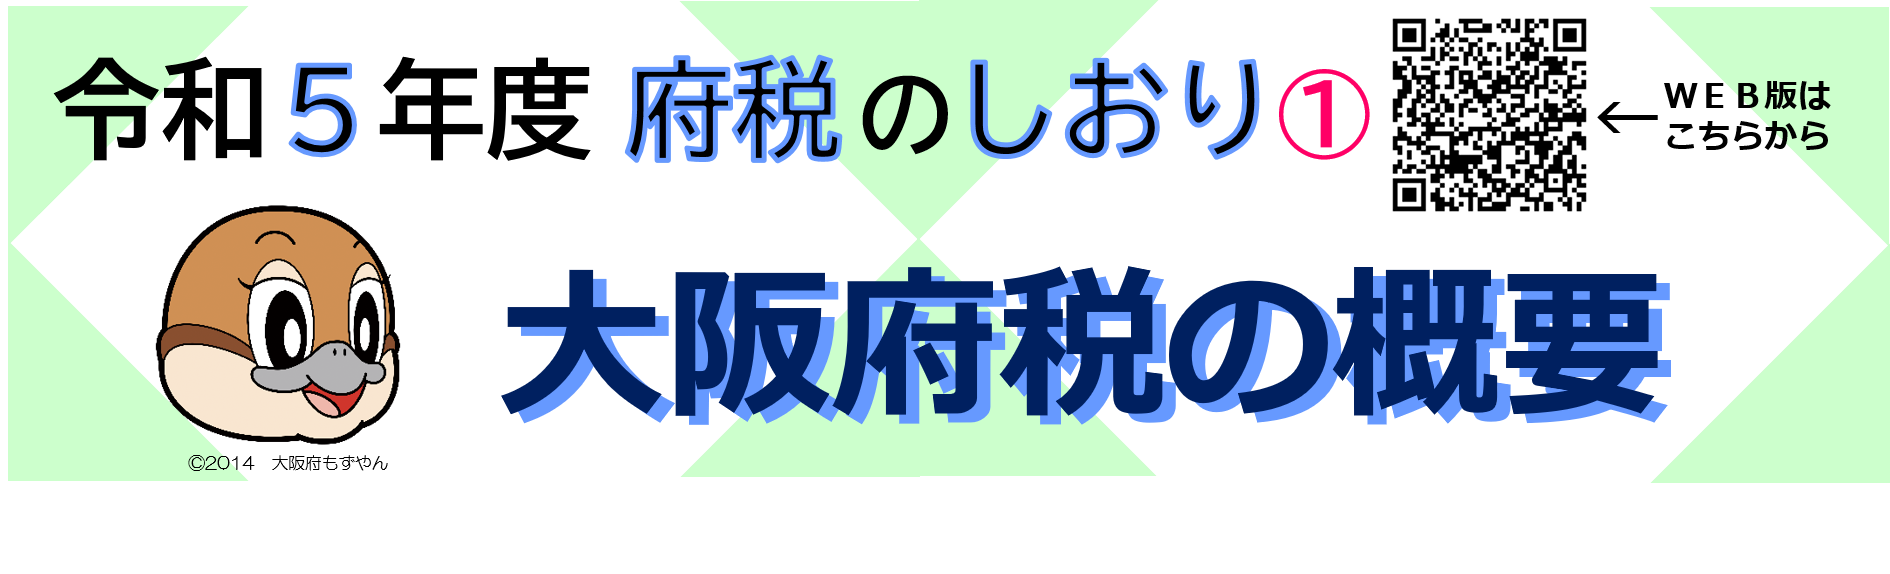 令和５年度 府税のしおり①
←ＷＥＢ版は
こちらから
大阪府税の概要
©2014　大阪府もずやん